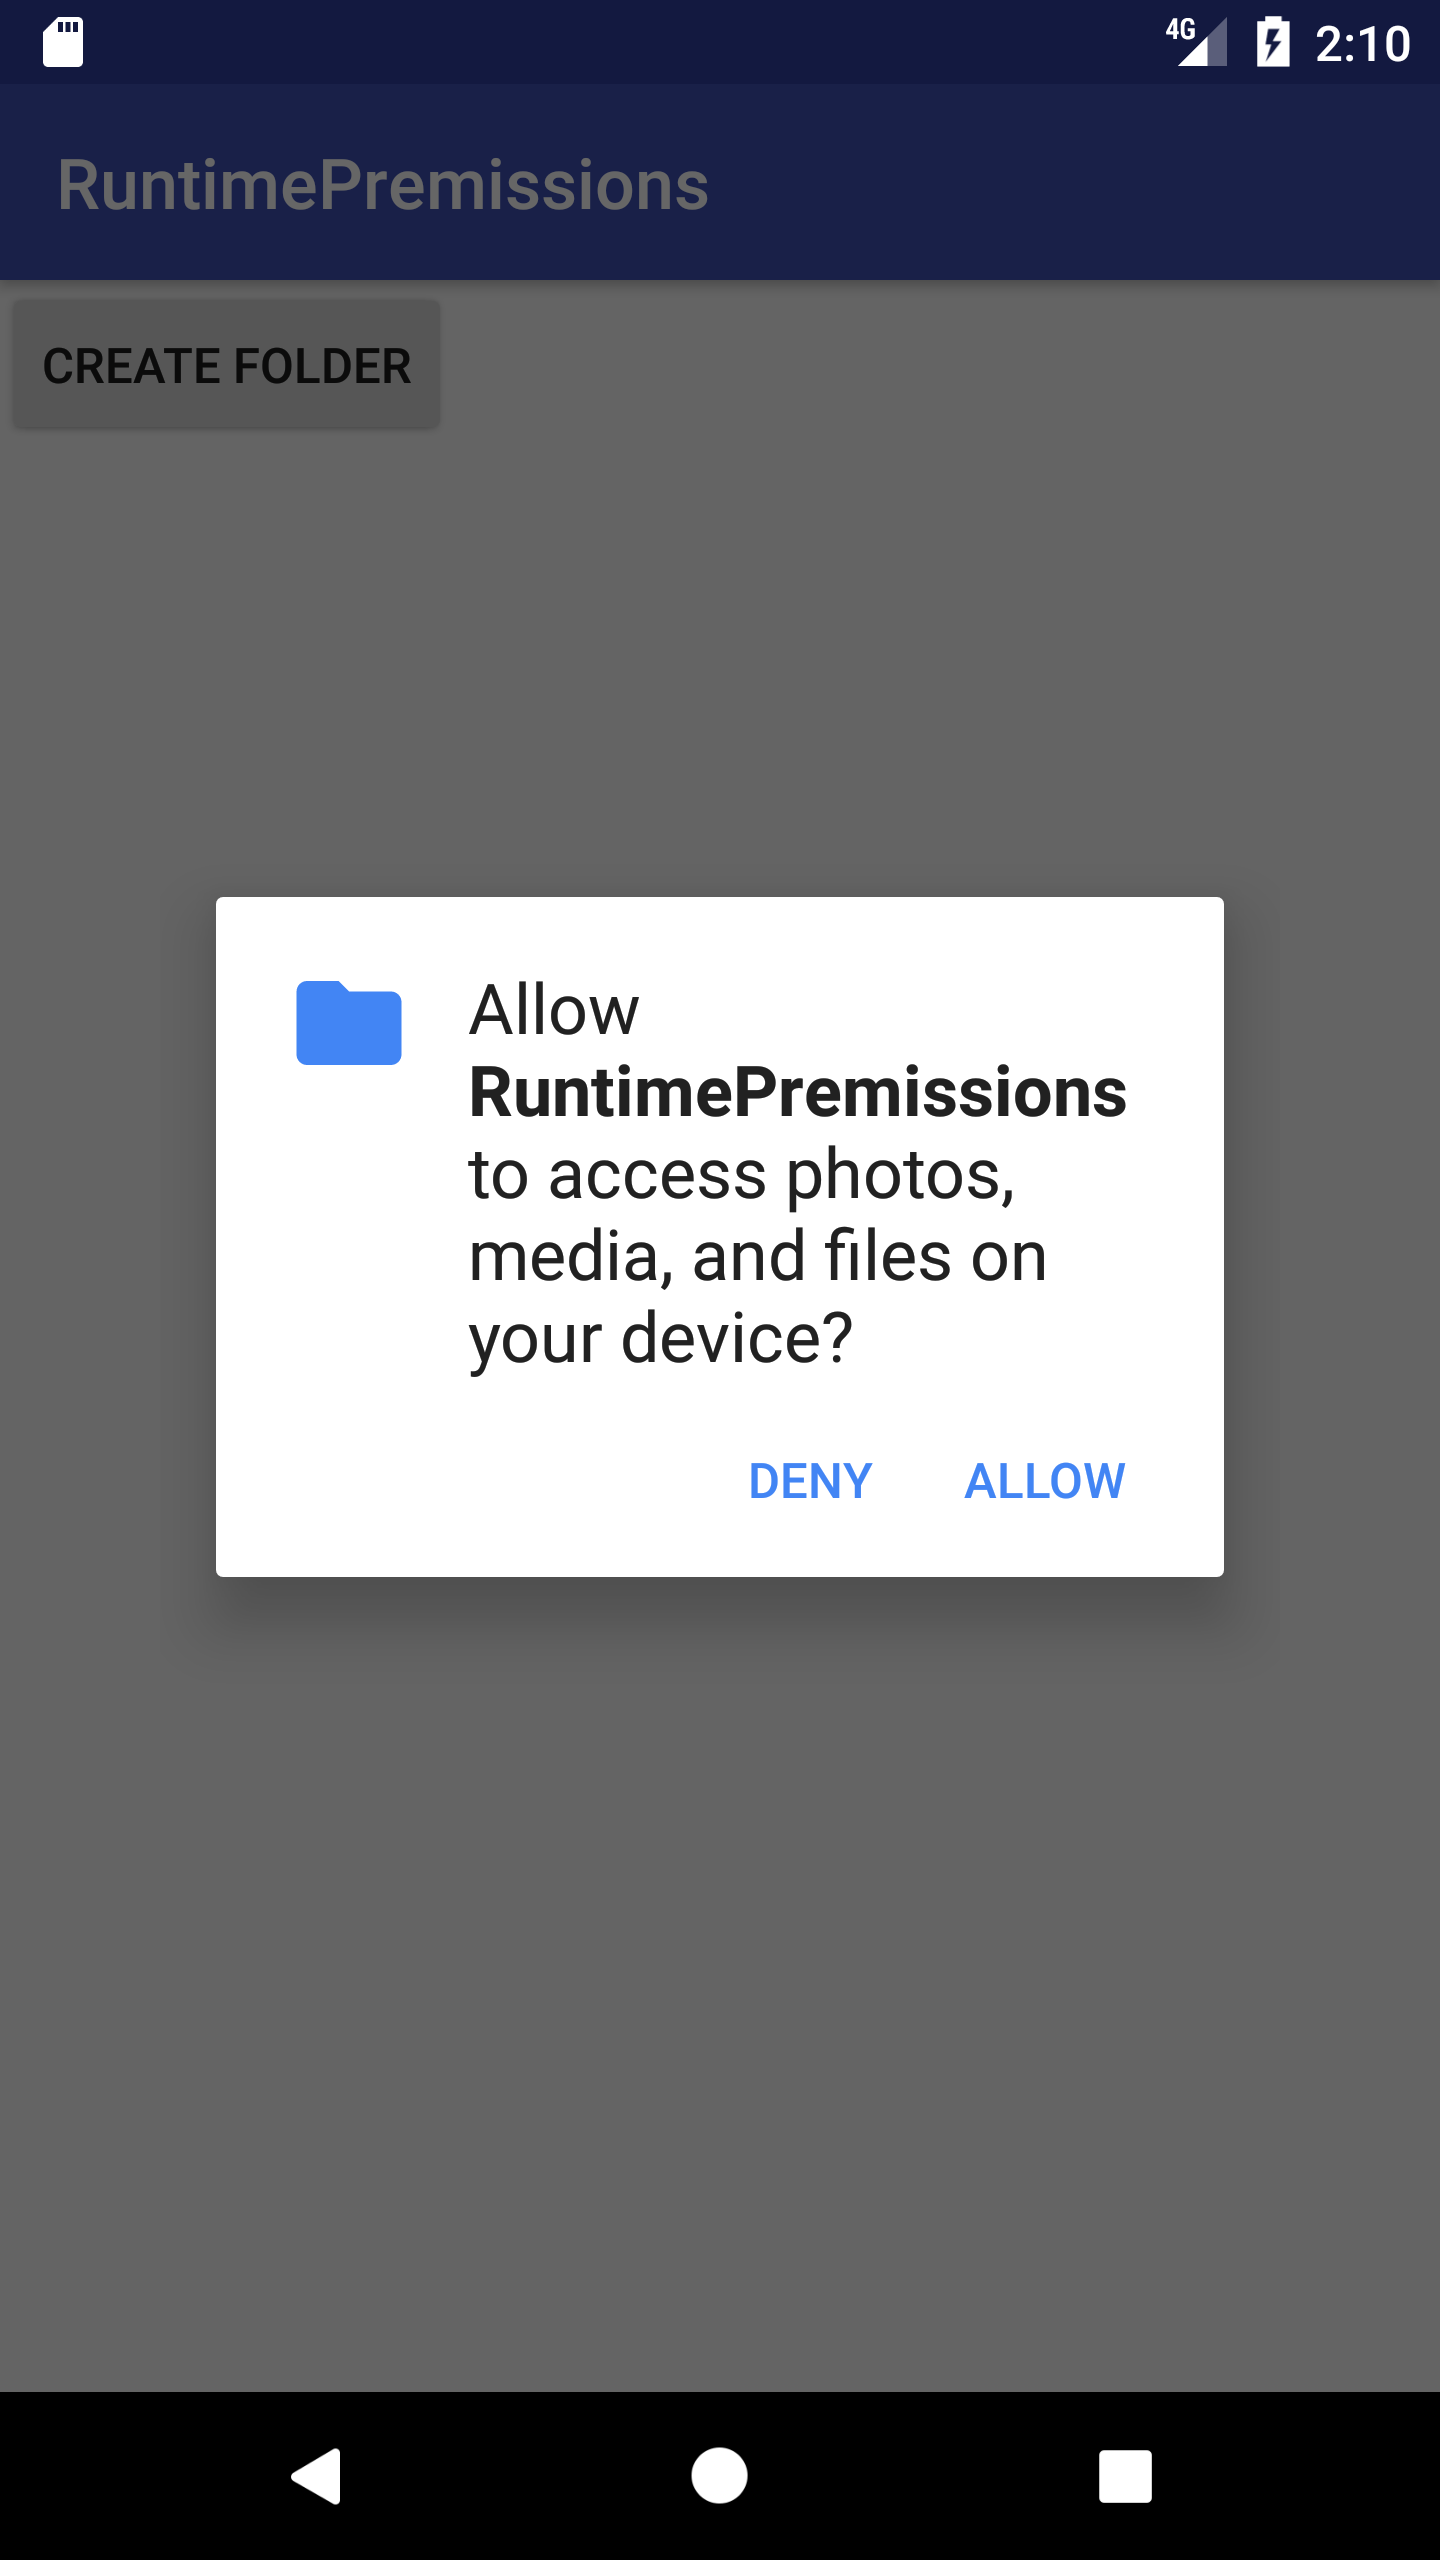 4G 2:10
RuntimePremissions
CREATE FOLDER
Allow
RuntimePremissions
to access photos,
media, and files on
your device?
DENY ALLOW